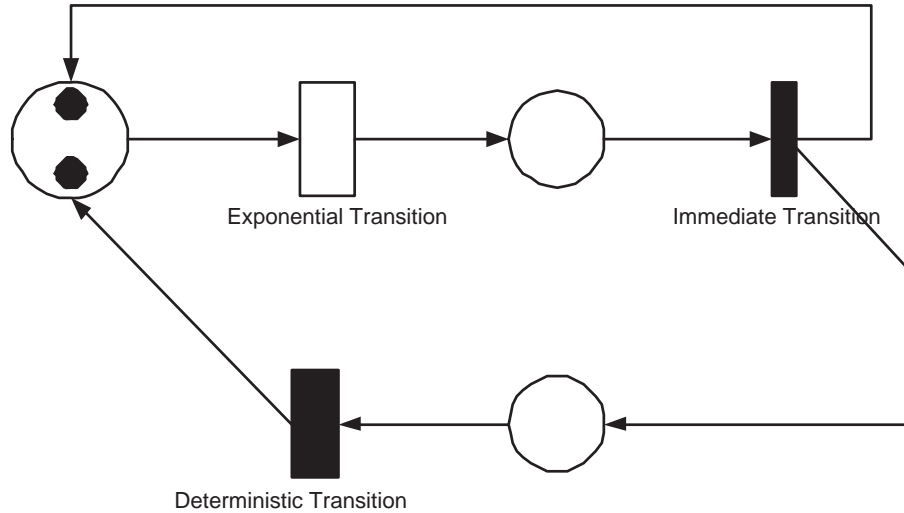 Exponential Transition
Immediate Transition
Deterministic Transition